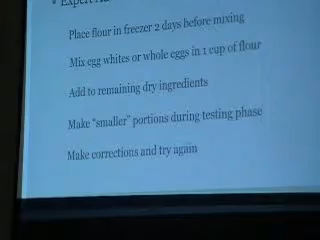 Place flour in freezer 2 days before mixing
Mix egg whites or whole eggs in 1 cup of flour
Add to remaining dry ingredients
Make “smaller” portions during testing phase
Make corrections and try again